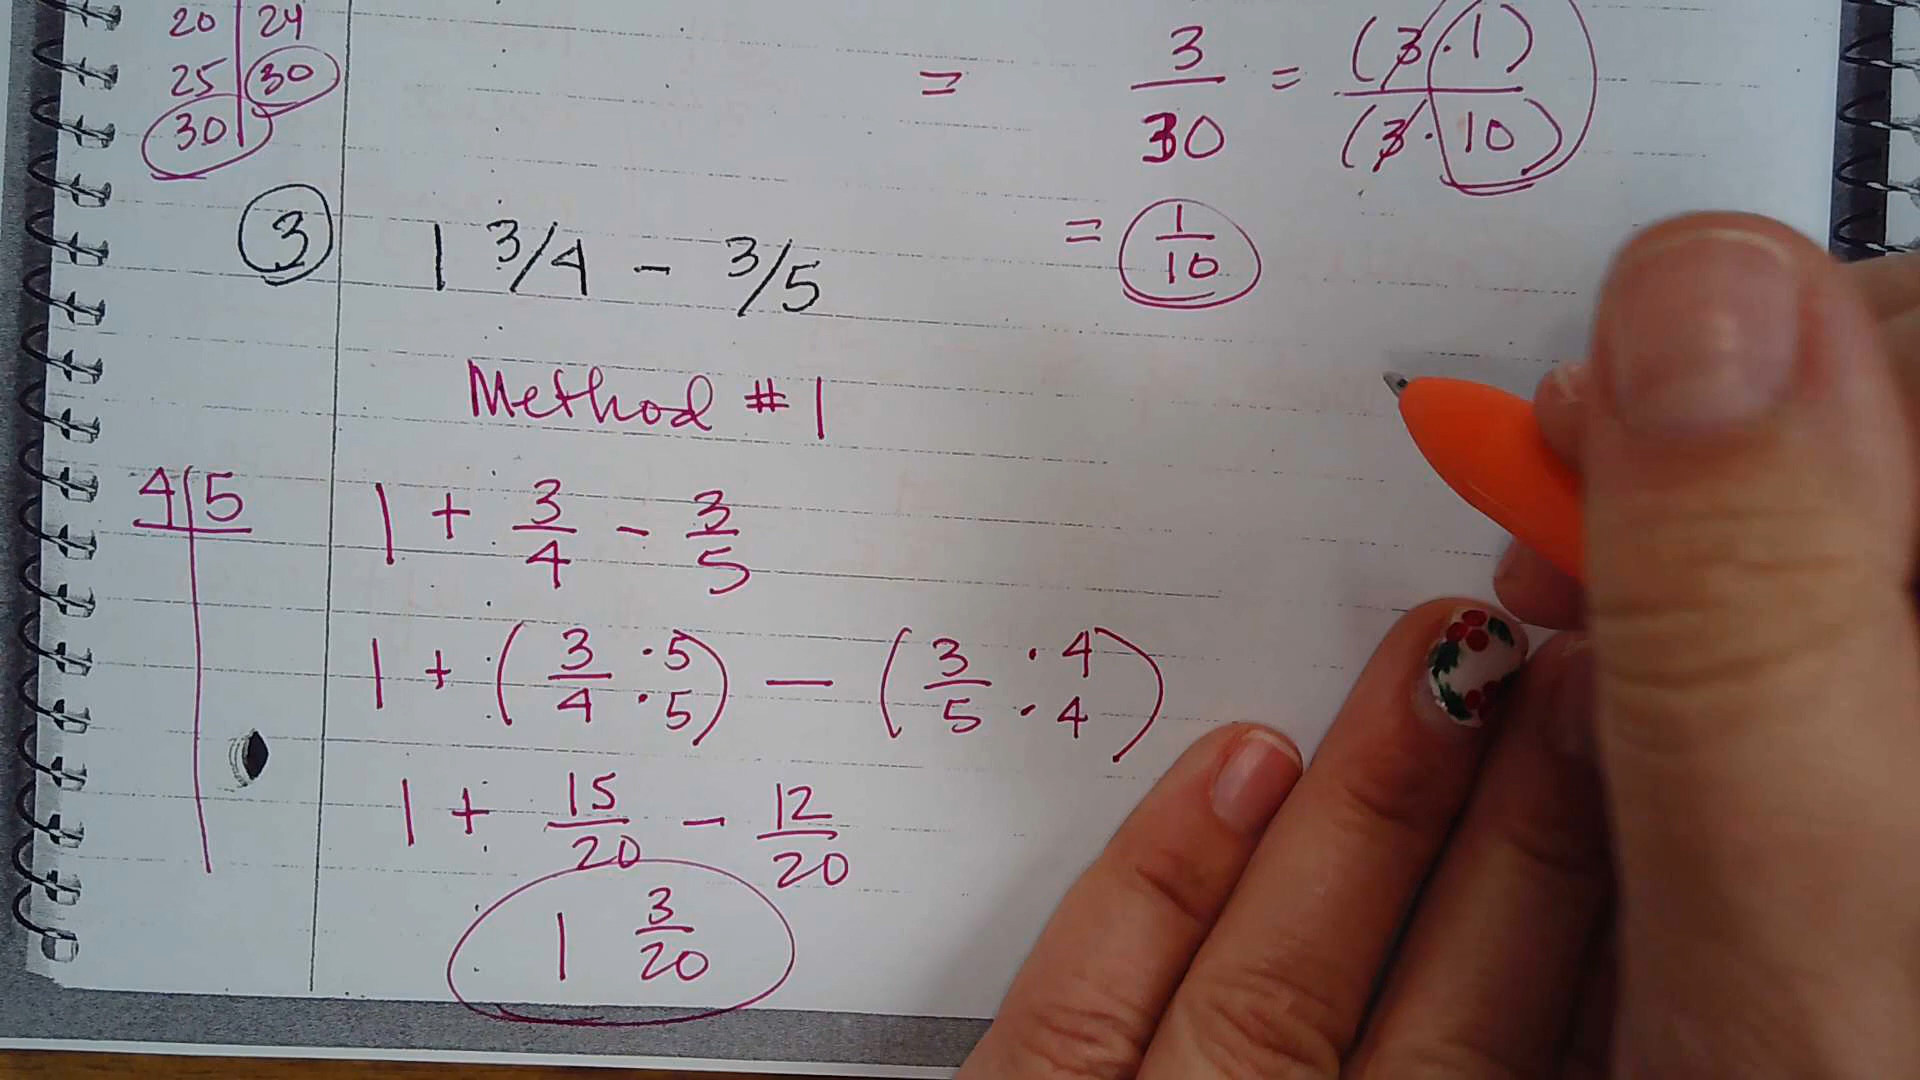 20 | 24
25 | 30
30 |
= 3/30 = (3·1)/(3·10)
= 1/10
3 1 3/4 - 3/5
Method #1
4 | 5
1 + 3/4 - 3/5
1 + (3/4 ·5/·5) - (3/5 ·4/·4)
1 + 15/20 - 12/20
1 3/20